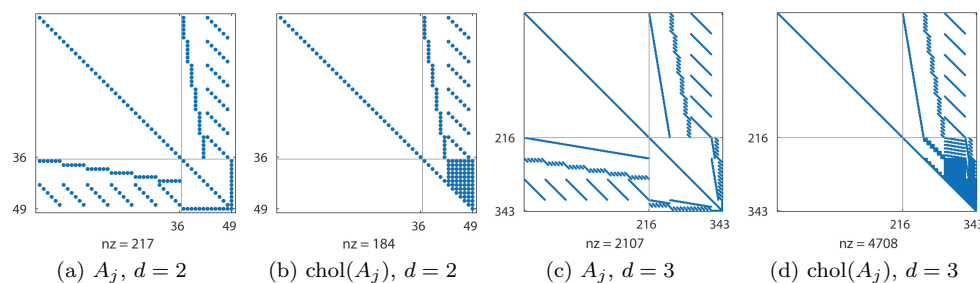 36
49
36
49
nz = 217
(a) A_j, d = 2
36
49
36
49
nz = 184
(b) chol(A_j), d = 2
216
343
216
343
nz = 2107
(c) A_j, d = 3
216
343
216
343
nz = 4708
(d) chol(A_j), d = 3